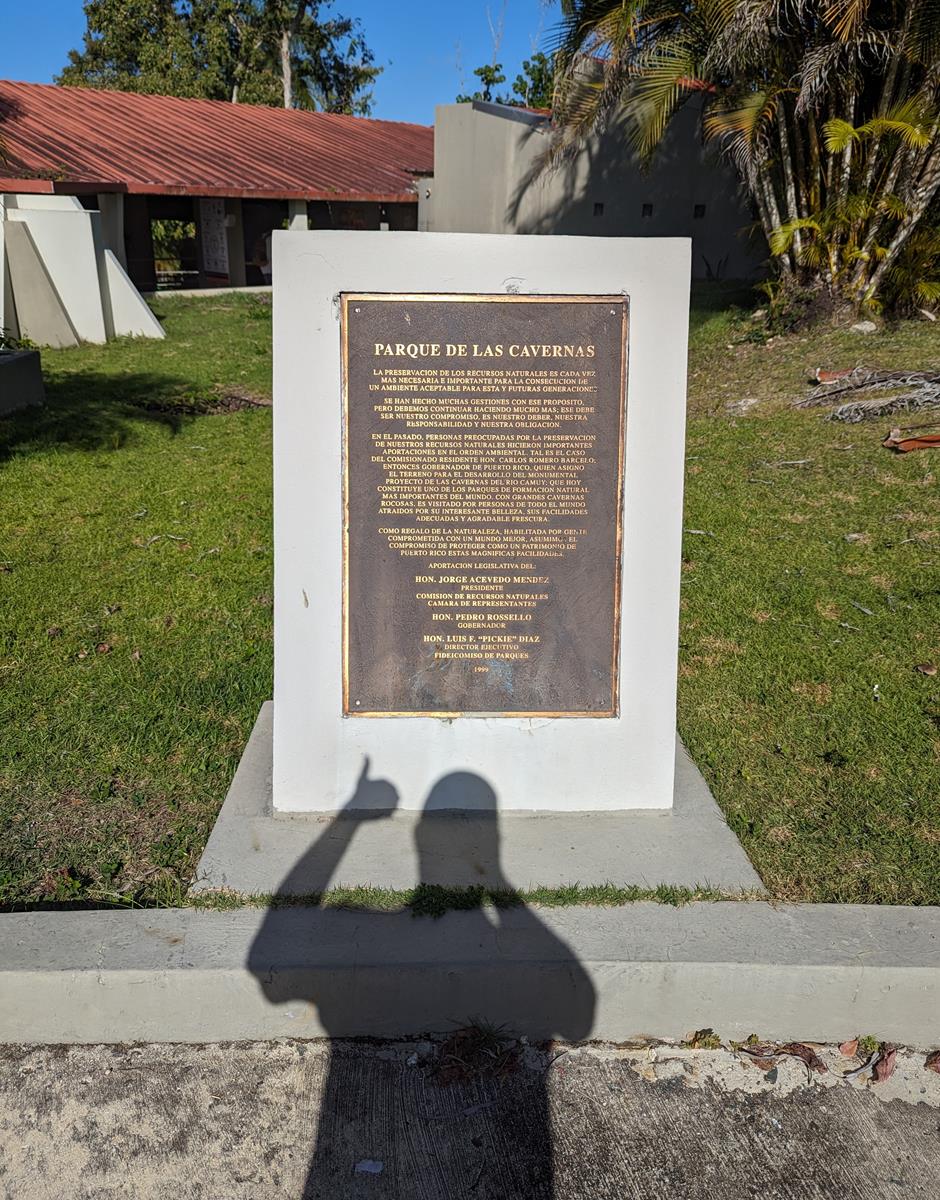 PARQUE DE LAS CAVERNAS
LA PRESERVACION DE LOS RECURSOS NATURALES ES CADA VEZ
MAS NECESARIA E IMPORTANTE PARA LA CONSECUCION DE
UN AMBIENTE ACEPTABLE PARA ESTA Y FUTURAS GENERACIONES
SE HAN HECHO MUCHAS GESTIONES CON ESE PROPOSITO,
PERO DEBEMOS CONTINUAR HACIENDO MUCHO MAS; ESE DEBE
SER NUESTRO COMPROMISO, ES NUESTRO DEBER, NUESTRA
RESPONSABILIDAD Y NUESTRA OBLIGACION.
EN EL PASADO, PERSONAS PREOCUPADAS POR LA PRESERVACION
DE NUESTROS RECURSOS NATURALES HICIERON IMPORTANTES
APORTACIONES EN EL ORDEN AMBIENTAL. TAL ES EL CASO
DEL COMISIONADO RESIDENTE HON. CARLOS ROMERO BARCELO;
ENTONCES GOBERNADOR DE PUERTO RICO, QUIEN ASIGNO
EL TERRENO PARA EL DESARROLLO DEL MONUMENTAL
PROYECTO DE LAS CAVERNAS DEL RIO CAMUY; QUE HOY
CONSTITUYE UNO DE LOS PARQUES DE FORMACION NATURAL
MAS IMPORTANTES DEL MUNDO. CON GRANDES CAVERNAS
ROCOSAS, ES VISITADO POR PERSONAS DE TODO EL MUNDO
ATRAIDOS POR SU INTERESANTE BELLEZA, SUS FACILIDADES
ADECUADAS Y AGRADABLE FRESCURA.
COMO REGALO DE LA NATURALEZA, HABILITADA POR GENTE
COMPROMETIDA CON UN MUNDO MEJOR, ASUMIMOS EL
COMPROMISO DE PROTEGER COMO UN PATRIMONIO DE
PUERTO RICO ESTAS MAGNIFICAS FACILIDADES.
APORTACION LEGISLATIVA DEL:
HON. JORGE ACEVEDO MENDEZ
PRESIDENTE
COMISION DE RECURSOS NATURALES
CAMARA DE REPRESENTANTES
HON. PEDRO ROSSELLO
GOBERNADOR
HON. LUIS F. "PICKIE" DIAZ
DIRECTOR EJECUTIVO
FIDEICOMISO DE PARQUES
1999